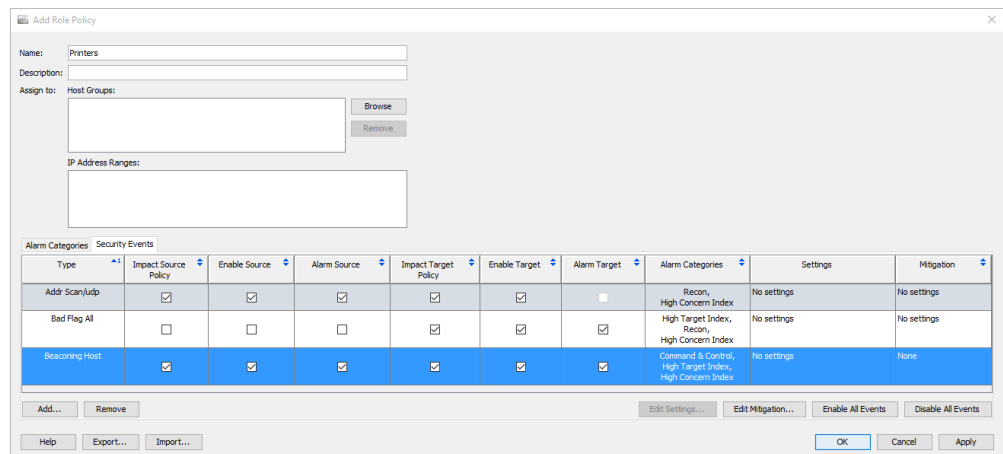 Add Role Policy
Name: Printers
Description:
Assign to: Host Groups:
Browse
Remove
IP Address Ranges:
Alarm Categories Security Events
Type 1 Impact Source Policy Enable Source Alarm Source Impact Target Policy Enable Target Alarm Target Alarm Categories Settings Mitigation
Addr Scan/udp Recon, High Concern Index No settings No settings
Bad Flag All High Target Index, Recon, High Concern Index No settings No settings
Beaconing Host Command & Control, High Target Index, High Concern Index No settings None
Add... Remove Edit Settings... Edit Mitigation... Enable All Events Disable All Events
Help Export... Import... OK Cancel Apply